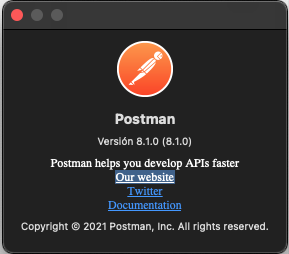 Postman
Versión 8.1.0 (8.1.0)
Postman helps you develop APIs faster
Our website
Twitter
Documentation
Copyright © 2021 Postman, Inc. All rights reserved.